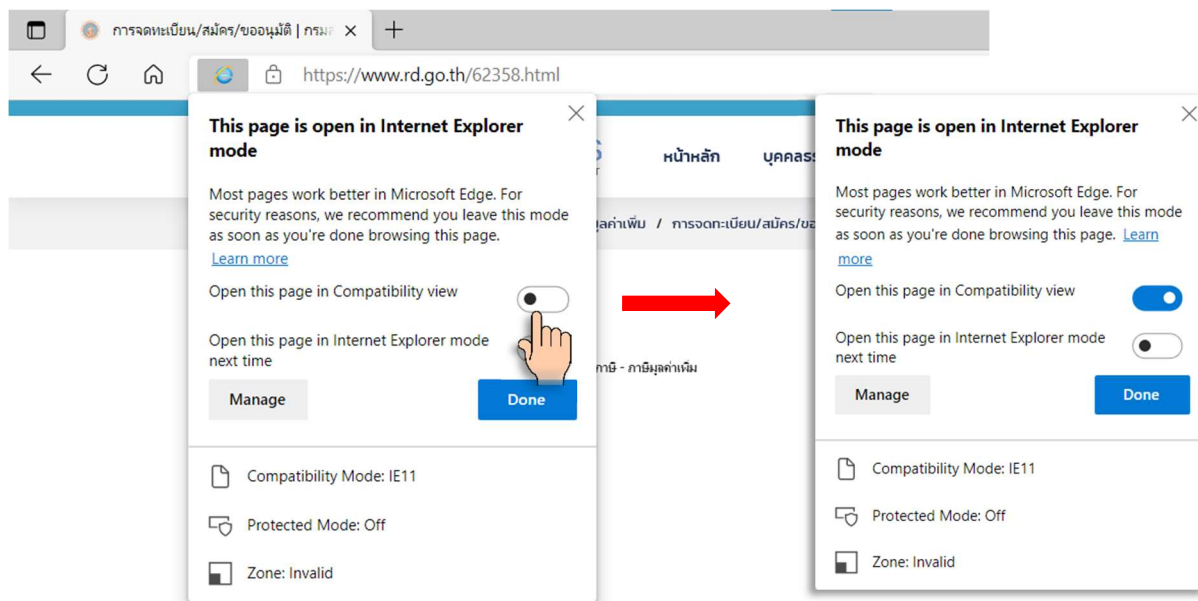 การจดทะเบียน/สมัคร/ขออนุมัติ | กรม
https://www.rd.go.th/62358.html
หน้าหลัก
This page is open in Internet Explorer
mode
Most pages work better in Microsoft Edge. For
security reasons, we recommend you leave this mode
as soon as you're done browsing this page.
Learn more
Open this page in Compatibility view
Open this page in Internet Explorer mode
next time
Manage
Done
Compatibility Mode: IE11
Protected Mode: Off
Zone: Invalid
มูลค่าเพิ่ม / การจดทะเบียน/สมัคร/ขอ
ภาษี - ภาษีมูลค่าเพิ่ม
This page is open in Internet Explorer
mode
Most pages work better in Microsoft Edge. For
security reasons, we recommend you leave this mode
as soon as you're done browsing this page. Learn
more
Open this page in Compatibility view
Open this page in Internet Explorer mode
next time
Manage
Done
Compatibility Mode: IE11
Protected Mode: Off
Zone: Invalid